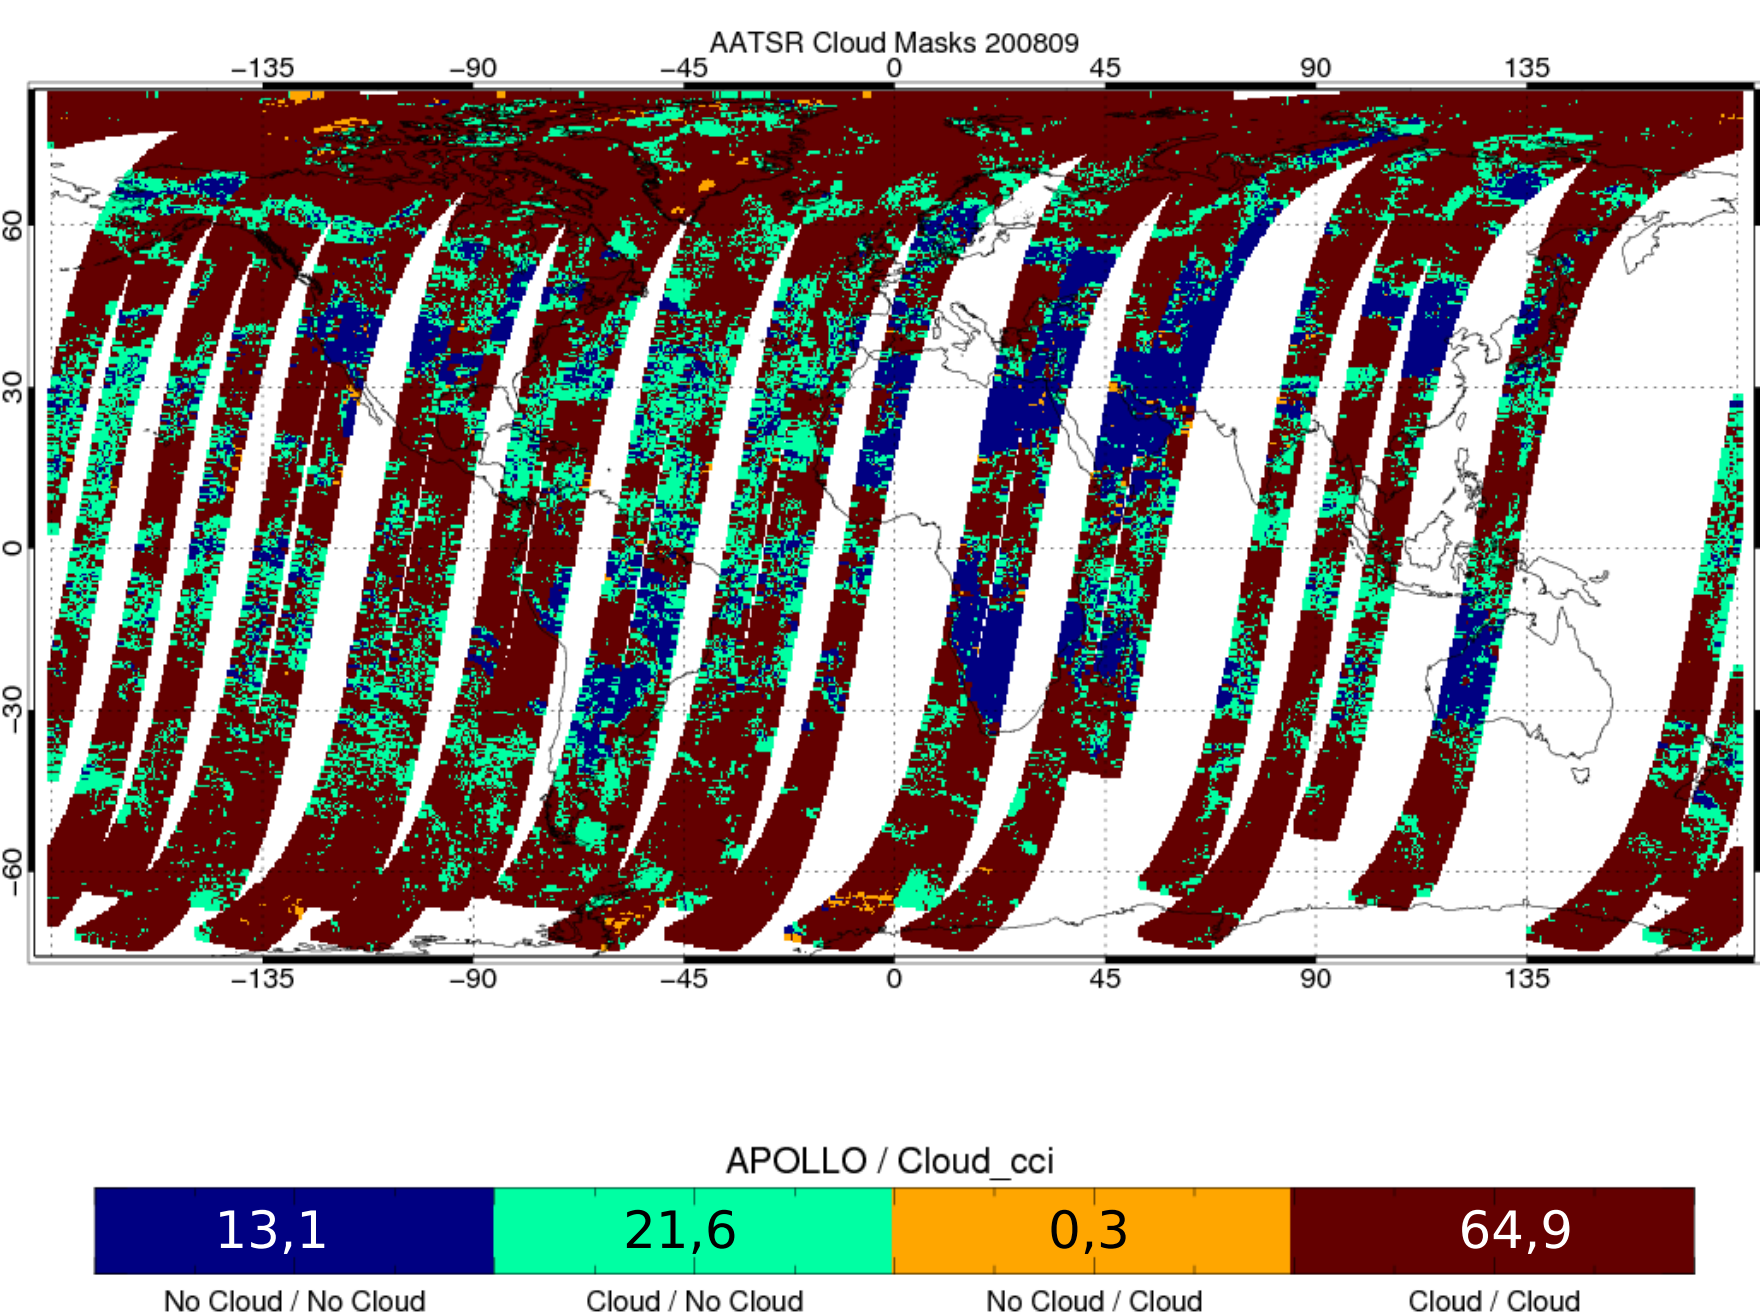 AATSR Cloud Masks 200809
−135 −90 −45 0 45 90 135
60
30
0
−30
−60
−135 −90 −45 0 45 90 135
APOLLO / Cloud_cci
13,1 21,6 0,3 64,9
No Cloud / No Cloud Cloud / No Cloud No Cloud / Cloud Cloud / Cloud